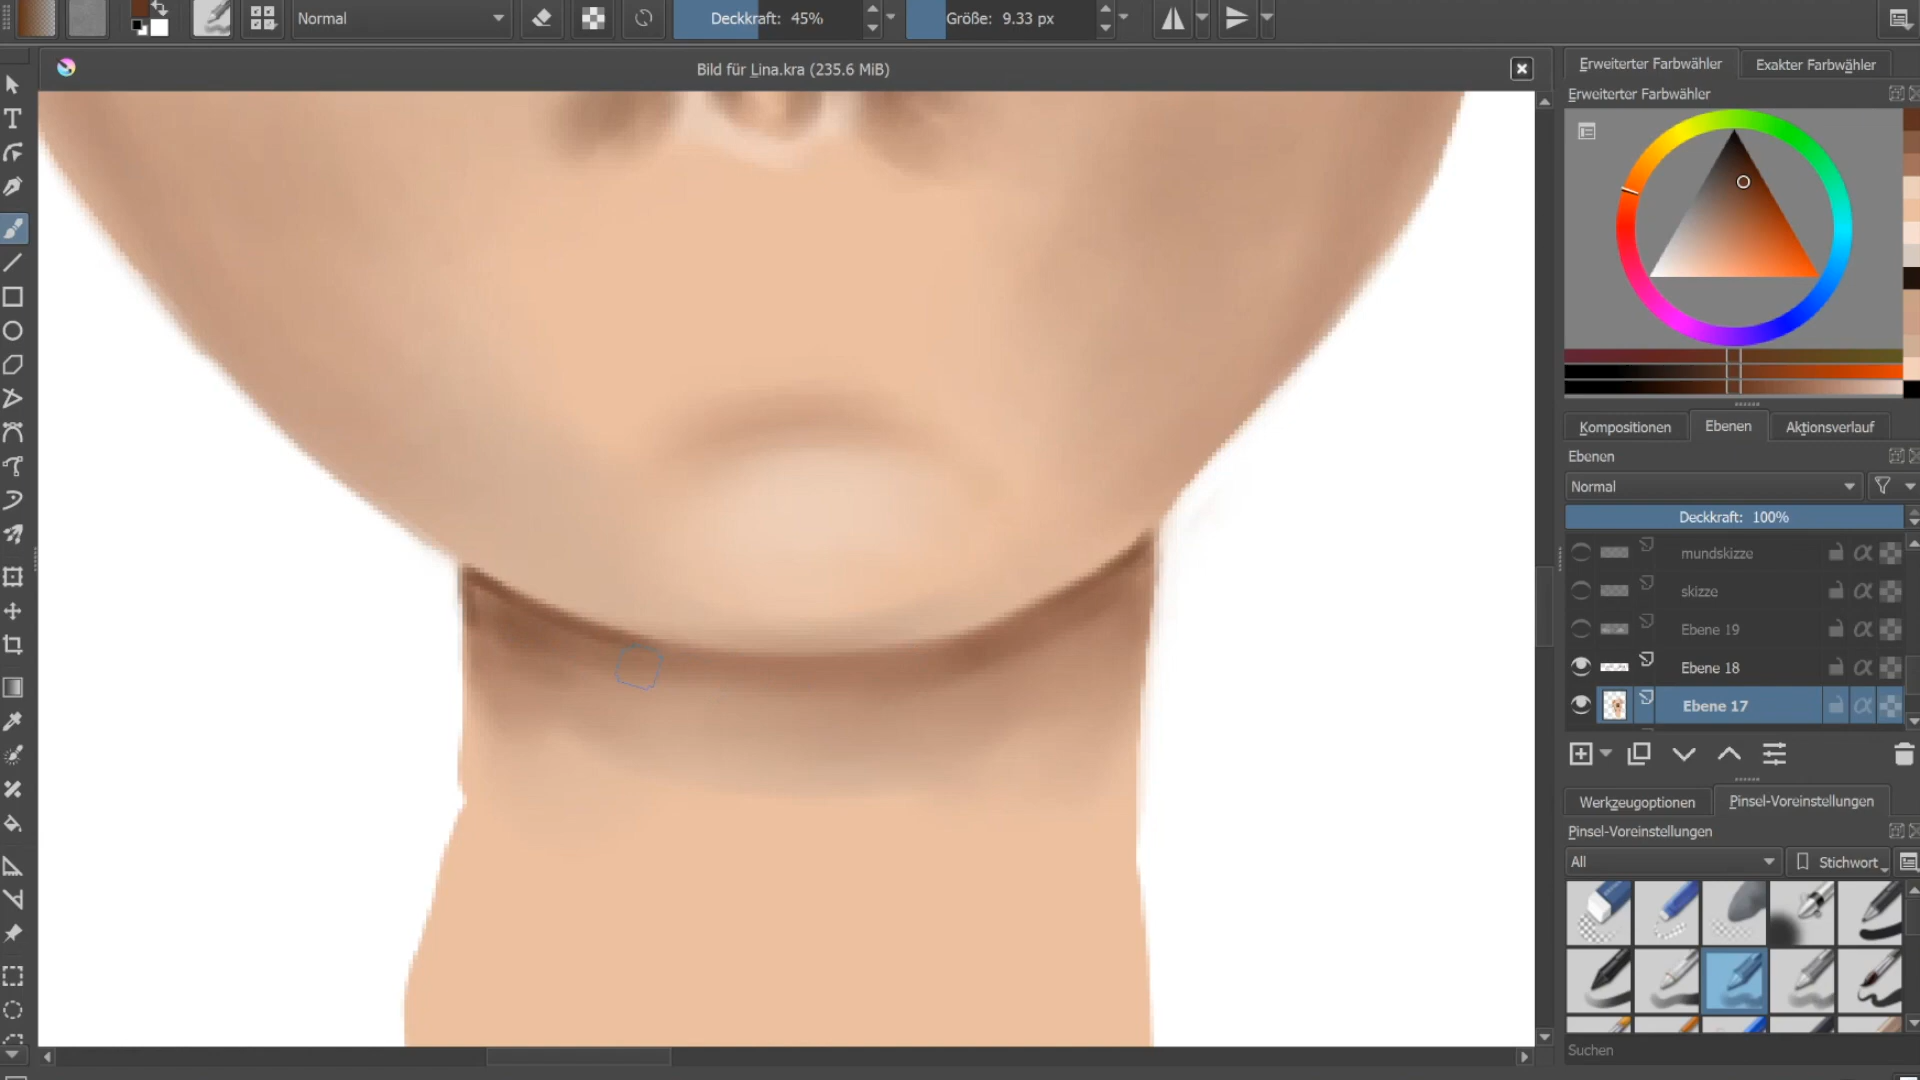 Normal
Deckkraft: 45%
Größe: 9.33 px
Bild für Lina.kra (235.6 MiB)
Erweiterter Farbwähler
Exakter Farbwähler
Erweiterter Farbwähler
Kompositionen
Ebenen
Aktionsverlauf
Ebenen
Normal
Deckkraft: 100%
mundskizze
skizze
Ebene 19
Ebene 18
Ebene 17
Werkzeugoptionen
Pinsel-Voreinstellungen
Pinsel-Voreinstellungen
All
Stichwort
Suchen